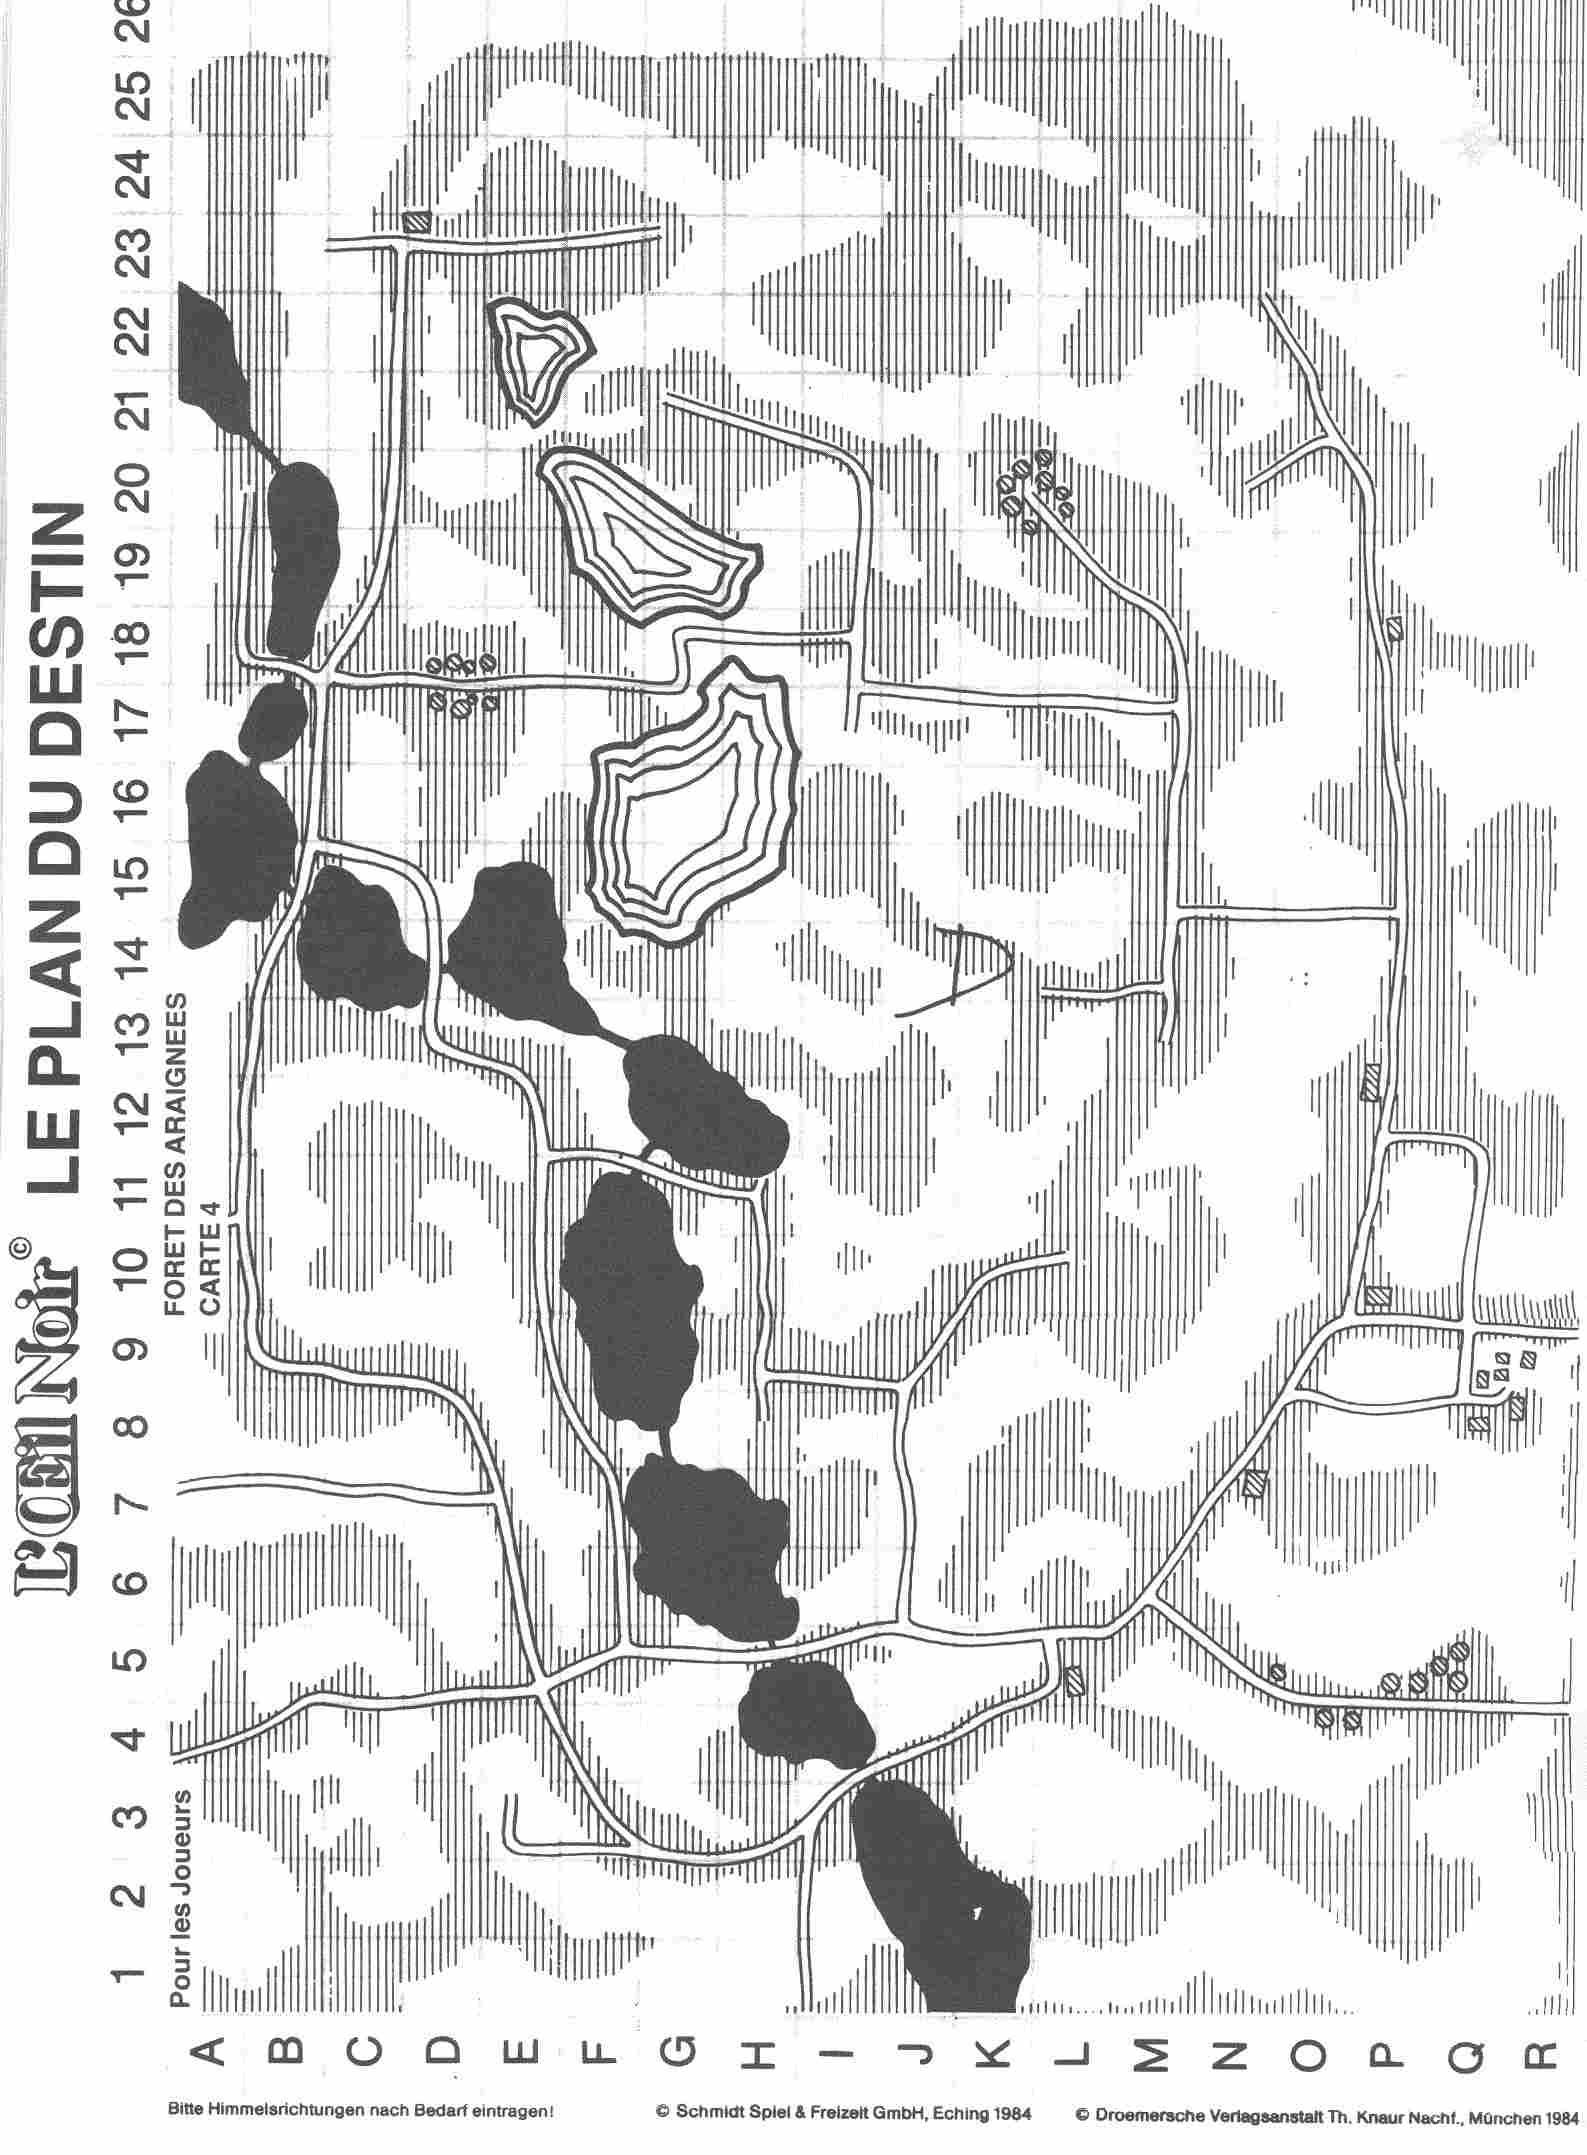 L'Œil Noir © LE PLAN DU DESTIN
1 2 3 4 5 6 7 8 9 10 11 12 13 14 15 16 17 18 19 20 21 22 23 24 25 26
Pour les Joueurs
FORET DES ARAIGNEES
CARTE 4
A
B
C
D
E
F
G
H
I
J
K
L
M
N
O
P
Q
R
Bitte Himmelsrichtungen nach Bedarf eintragen!
© Schmidt Spiel & Freizeit GmbH, Eching 1984
© Droemersche Verlagsanstalt Th. Knaur Nachf., München 1984